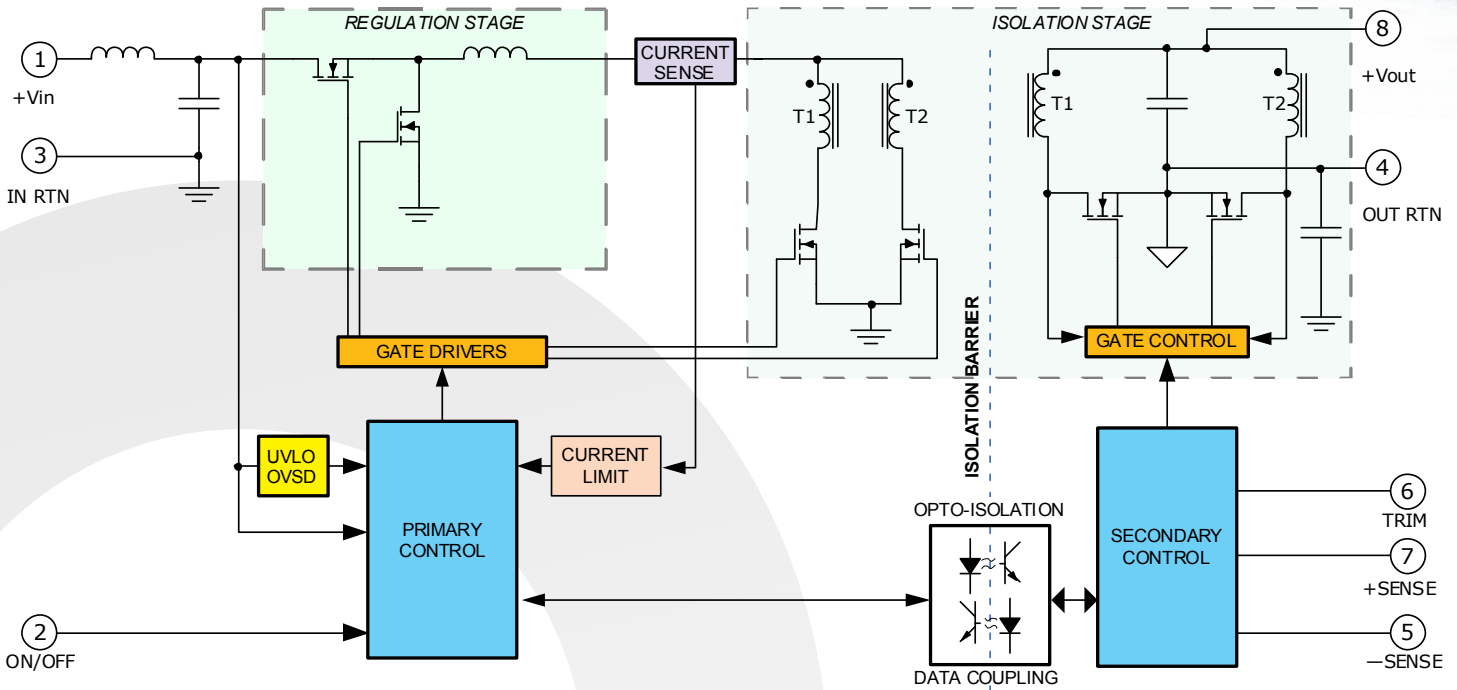 REGULATION STAGE
ISOLATION STAGE
1
+Vin
CURRENT
SENSE
8
+Vout
T1
T2
T1
T2
3
IN RTN
4
OUT RTN
GATE DRIVERS
GATE CONTROL
ISOLATION BARRIER
UVLO
OVSD
CURRENT
LIMIT
PRIMARY
CONTROL
OPTO-ISOLATION
SECONDARY
CONTROL
6
TRIM
7
+SENSE
2
ON/OFF
5
—SENSE
DATA COUPLING